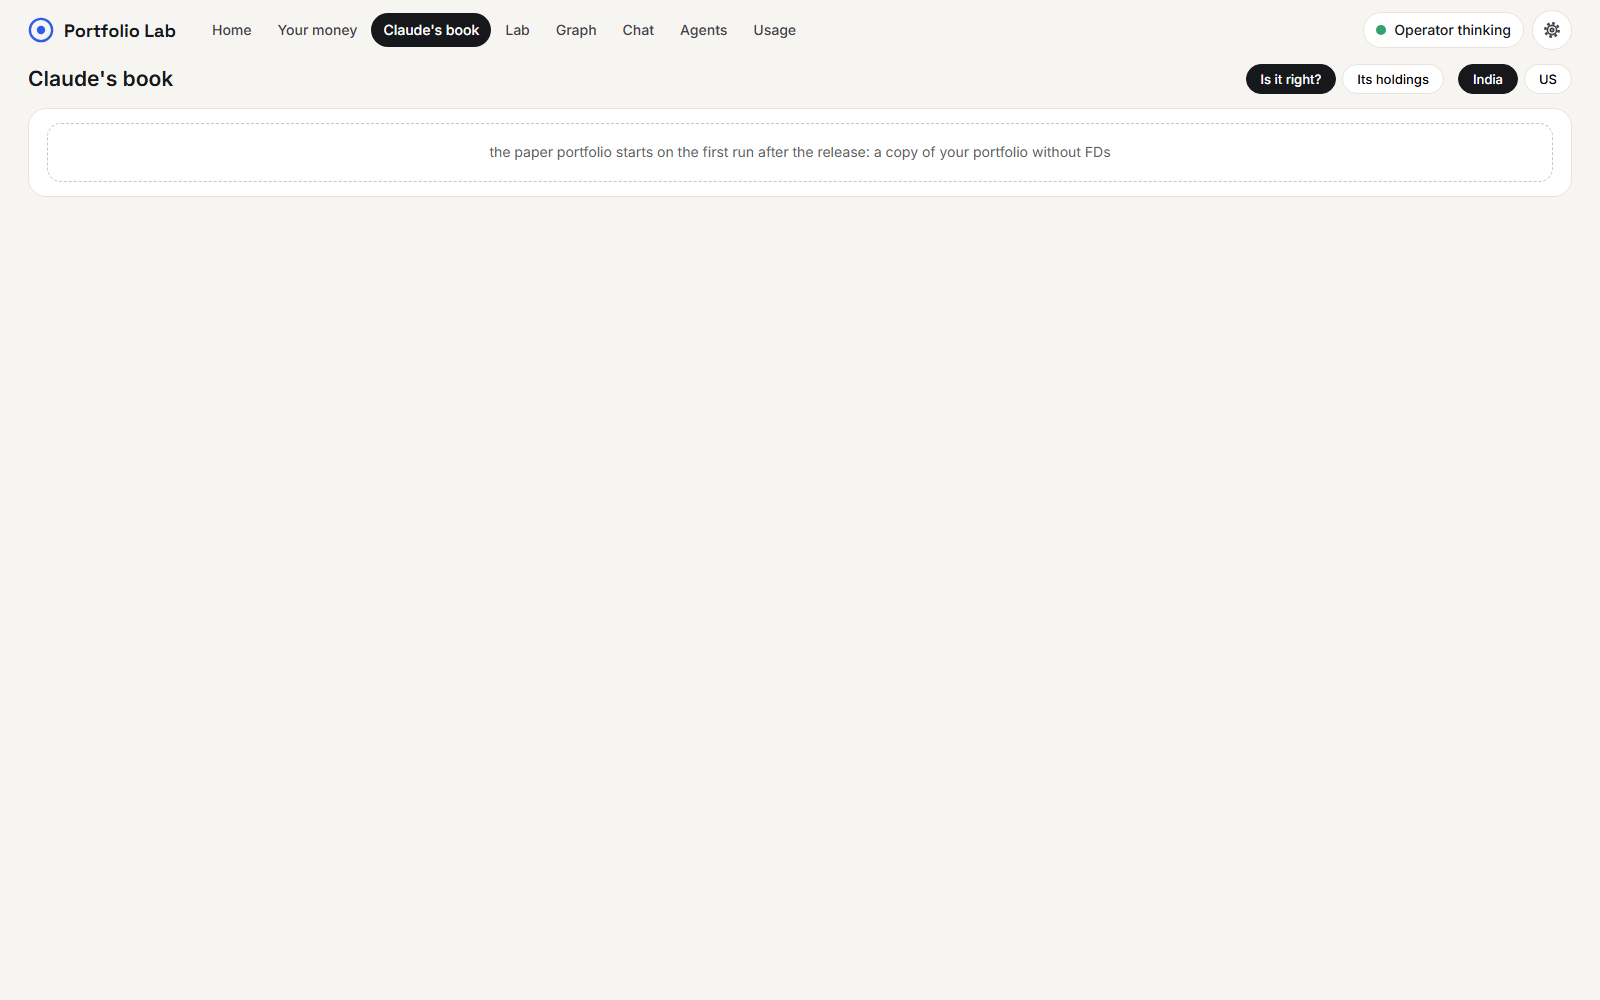 Portfolio Lab Home Your money Claude's book Lab Graph Chat Agents Usage Operator thinking
Claude's book Is it right? Its holdings India US
the paper portfolio starts on the first run after the release: a copy of your portfolio without FDs